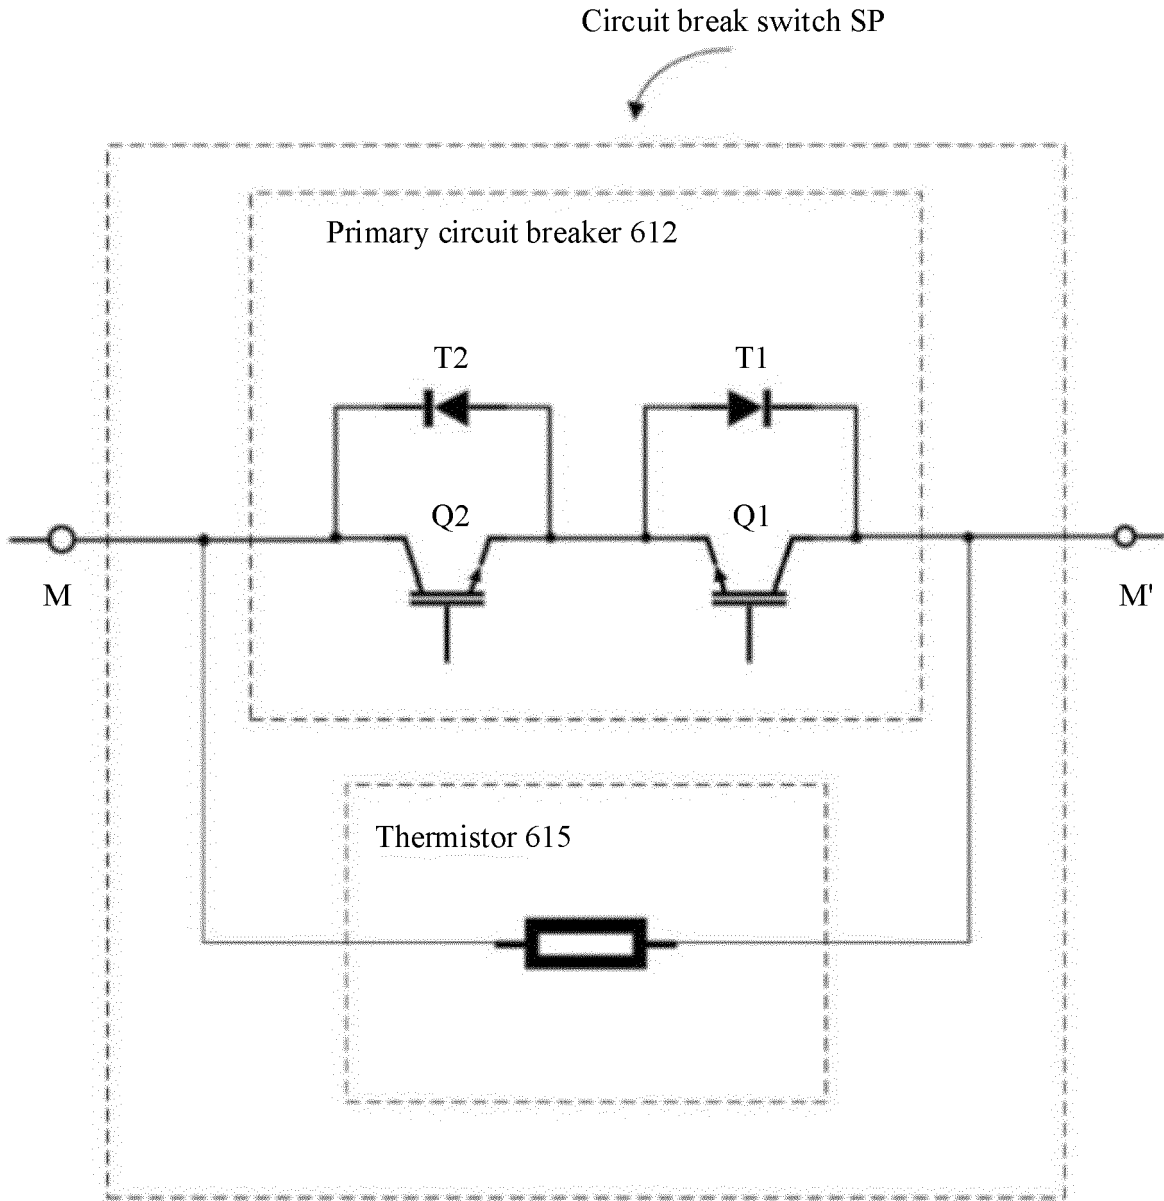 Circuit break switch SP
Primary circuit breaker 612
T2 T1
Q2 Q1
M M'
Thermistor 615